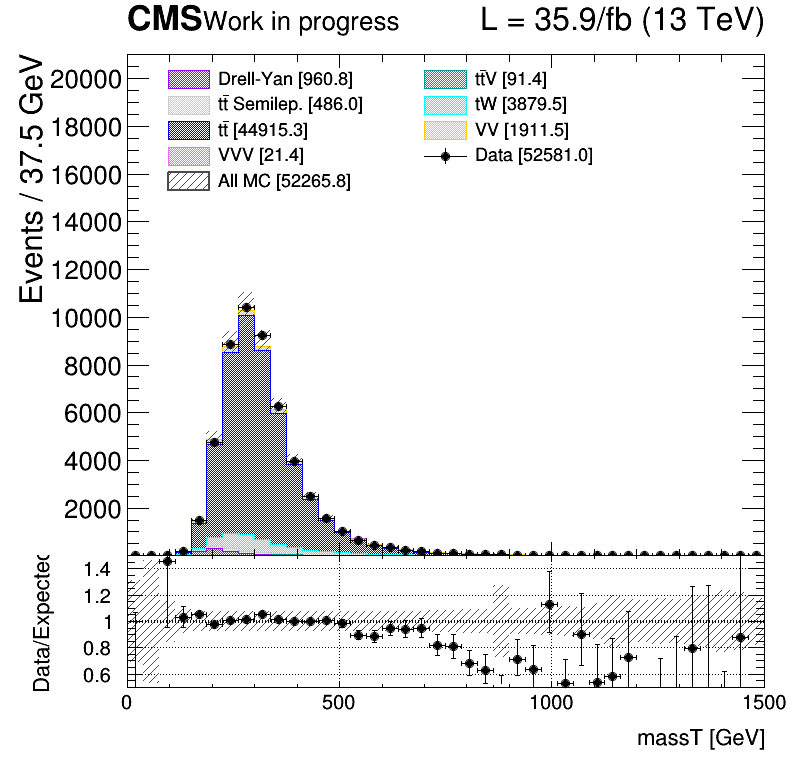 CMS Work in progress L = 35.9/fb (13 TeV)
Events / 37.5 GeV
20000
18000
16000
14000
12000
10000
8000
6000
4000
2000
Drell-Yan [960.8]
tt̄ Semilep. [486.0]
tt̄ [44915.3]
VVV [21.4]
All MC [52265.8]
tt̄V [91.4]
tW [3879.5]
VV [1911.5]
Data [52581.0]
Data/Expected
1.4
1.2
1
0.8
0.6
0 500 1000 1500
massT [GeV]